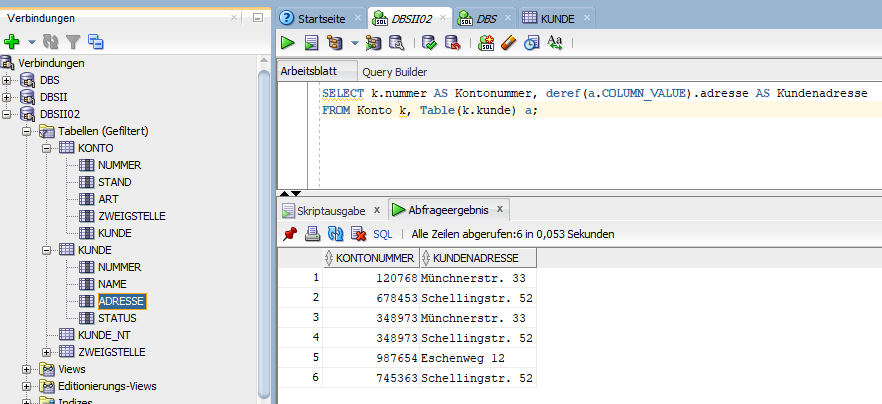 Verbindungen
Verbindungen
DBS
DBSII
DBSII02
Tabellen (Gefiltert)
KONTO
NUMMER
STAND
ART
ZWEIGSTELLE
KUNDE
KUNDE
NUMMER
NAME
ADRESSE
STATUS
KUNDE_NT
ZWEIGSTELLE
Views
Editionierungs-Views
Indizes
Startseite DBSII02 DBS KUNDE
Arbeitsblatt Query Builder
SELECT k.nummer AS Kontonummer, deref(a.COLUMN_VALUE).adresse AS Kundenadresse
FROM Konto k, Table(k.kunde) a;
Skriptausgabe Abfrageergebnis
SQL Alle Zeilen abgerufen:6 in 0,053 Sekunden
KONTONUMMER KUNDENADRESSE
1 120768 Münchnerstr. 33
2 678453 Schellingstr. 52
3 348973 Münchnerstr. 33
4 348973 Schellingstr. 52
5 987654 Eschenweg 12
6 745363 Schellingstr. 52